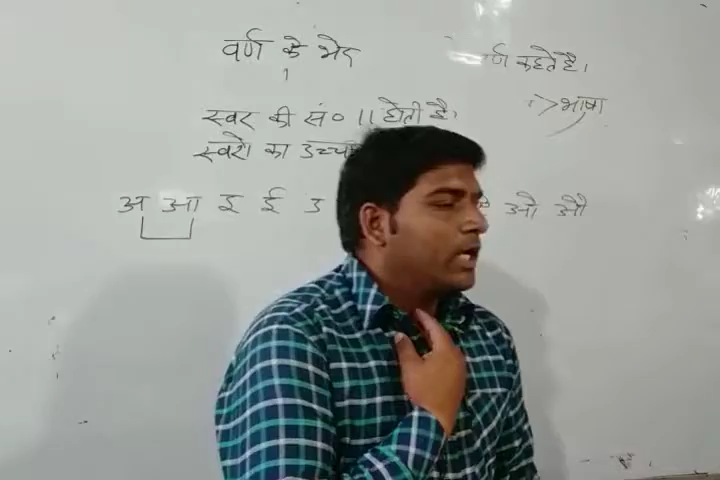 वर्ण के भेद
कहते है।
स्वर की सं० 11 होती है।
-> भाषा
स्वरो का उच्चा
अ आ इ ई उ ओ औ